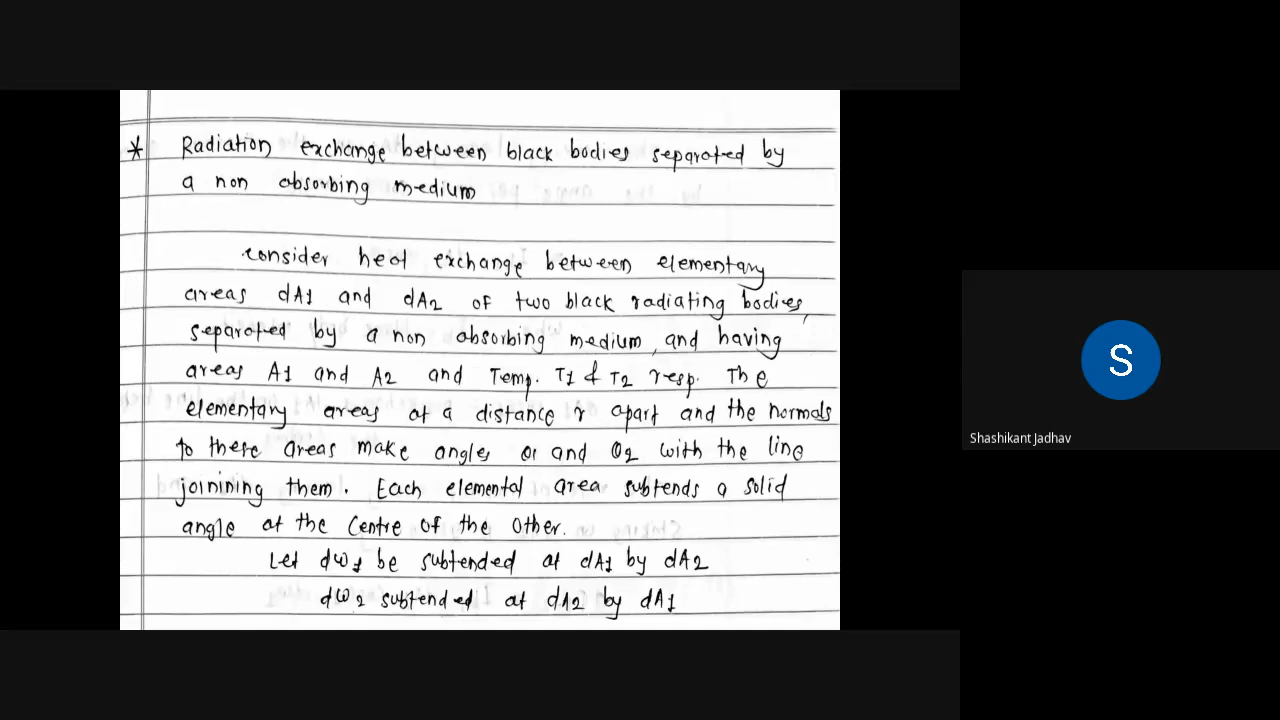 * Radiation exchange between black bodies separated by
a non absorbing medium
consider heat exchange between elementary
areas dA1 and dA2 of two black radiating bodies,
separated by a non absorbing medium, and having
areas A1 and A2 and Temp. T1 & T2 resp. The
elementary areas at a distance r apart and the normals
to these areas make angles θ1 and θ2 with the line
joinining them. Each elemental area subtends a solid
angle at the Centre of the Other.
Let dω1 be subtended at dA1 by dA2
dω2 subtended at dA2 by dA1
S
Shashikant Jadhav